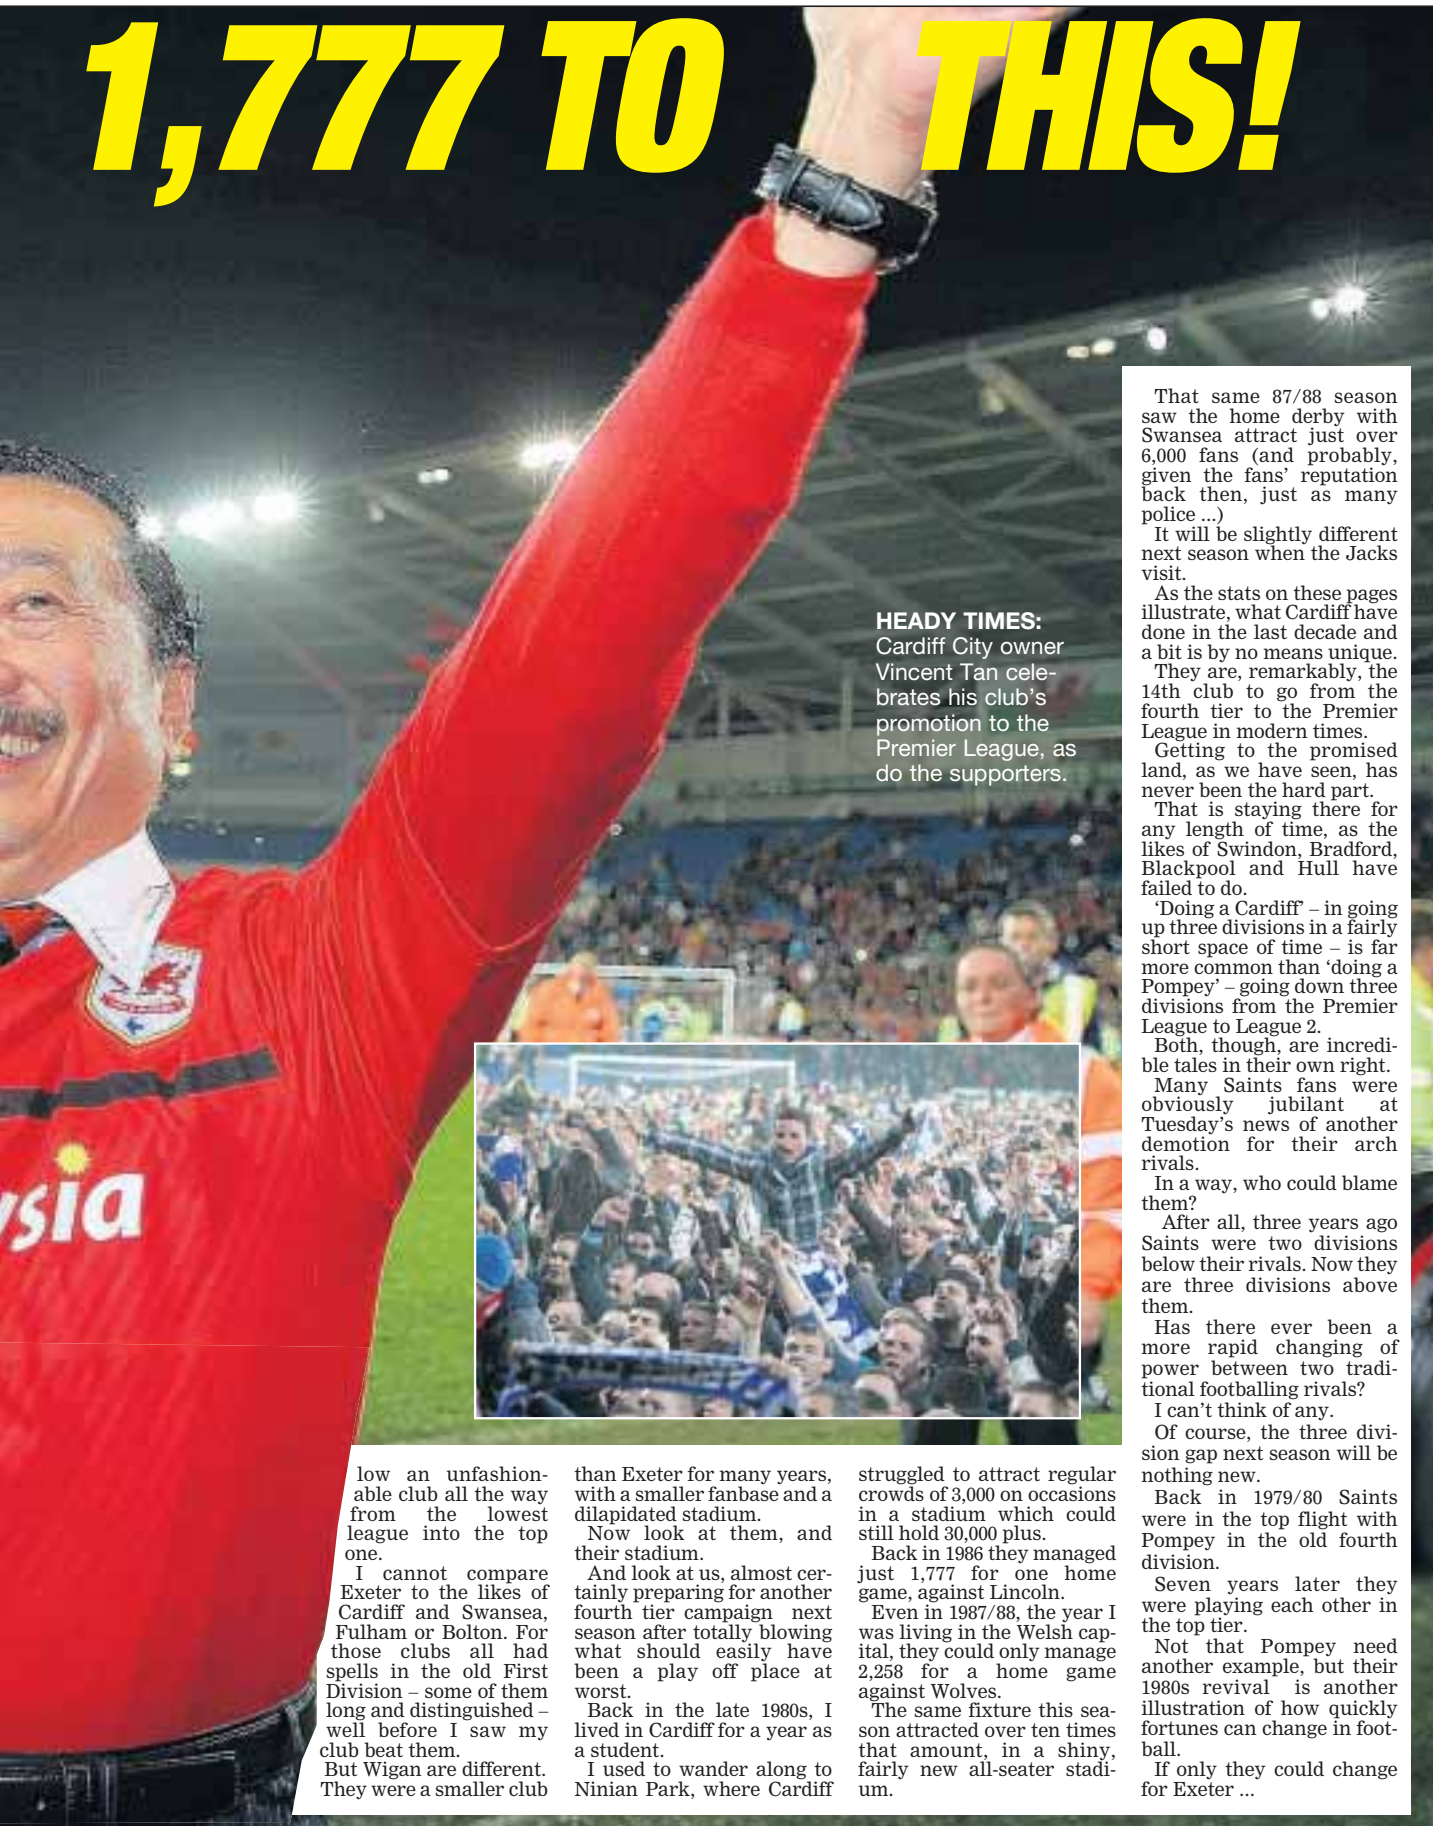 1,777 TO THIS!
HEADY TIMES:
Cardiff City owner
Vincent Tan cele-
brates his club's
promotion to the
Premier League, as
do the supporters.
ysia
low an unfashion-
able club all the way
from the lowest
league into the top
one.
I cannot compare
Exeter to the likes of
Cardiff and Swansea,
Fulham or Bolton. For
those clubs all had
spells in the old First
Division – some of them
long and distinguished –
well before I saw my
club beat them.
But Wigan are different.
They were a smaller club
than Exeter for many years,
with a smaller fanbase and a
dilapidated stadium.
Now look at them, and
their stadium.
And look at us, almost cer-
tainly preparing for another
fourth tier campaign next
season after totally blowing
what should easily have
been a play off place at
worst.
Back in the late 1980s, I
lived in Cardiff for a year as
a student.
I used to wander along to
Ninian Park, where Cardiff
struggled to attract regular
crowds of 3,000 on occasions
in a stadium which could
still hold 30,000 plus.
Back in 1986 they managed
just 1,777 for one home
game, against Lincoln.
Even in 1987/88, the year I
was living in the Welsh cap-
ital, they could only manage
2,258 for a home game
against Wolves.
The same fixture this sea-
son attracted over ten times
that amount, in a shiny,
fairly new all-seater stadi-
um.
That same 87/88 season
saw the home derby with
Swansea attract just over
6,000 fans (and probably,
given the fans' reputation
back then, just as many
police ...)
It will be slightly different
next season when the Jacks
visit.
As the stats on these pages
illustrate, what Cardiff have
done in the last decade and
a bit is by no means unique.
They are, remarkably, the
14th club to go from the
fourth tier to the Premier
League in modern times.
Getting to the promised
land, as we have seen, has
never been the hard part.
That is staying there for
any length of time, as the
likes of Swindon, Bradford,
Blackpool and Hull have
failed to do.
'Doing a Cardiff' – in going
up three divisions in a fairly
short space of time – is far
more common than 'doing a
Pompey' – going down three
divisions from the Premier
League to League 2.
Both, though, are incredi-
ble tales in their own right.
Many Saints fans were
obviously jubilant at
Tuesday's news of another
demotion for their arch
rivals.
In a way, who could blame
them?
After all, three years ago
Saints were two divisions
below their rivals. Now they
are three divisions above
them.
Has there ever been a
more rapid changing of
power between two tradi-
tional footballing rivals?
I can't think of any.
Of course, the three divi-
sion gap next season will be
nothing new.
Back in 1979/80 Saints
were in the top flight with
Pompey in the old fourth
division.
Seven years later they
were playing each other in
the top tier.
Not that Pompey need
another example, but their
1980s revival is another
illustration of how quickly
fortunes can change in foot-
ball.
If only they could change
for Exeter ...